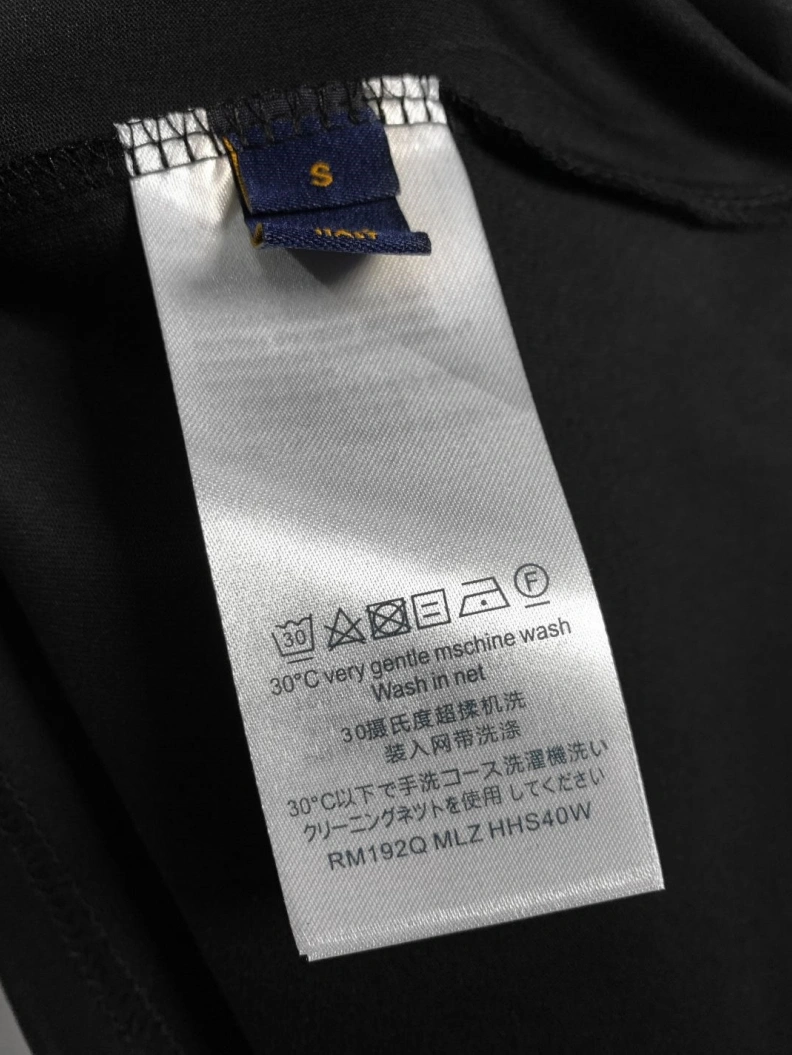 S
30
F
30°C very gentle mschine wash
Wash in net
30摄氏度超揉机洗
装入网带洗涤
30°C以下で手洗コース洗濯機洗い
クリーニングネツトを使用 してください
RM192Q MLZ HHS40W